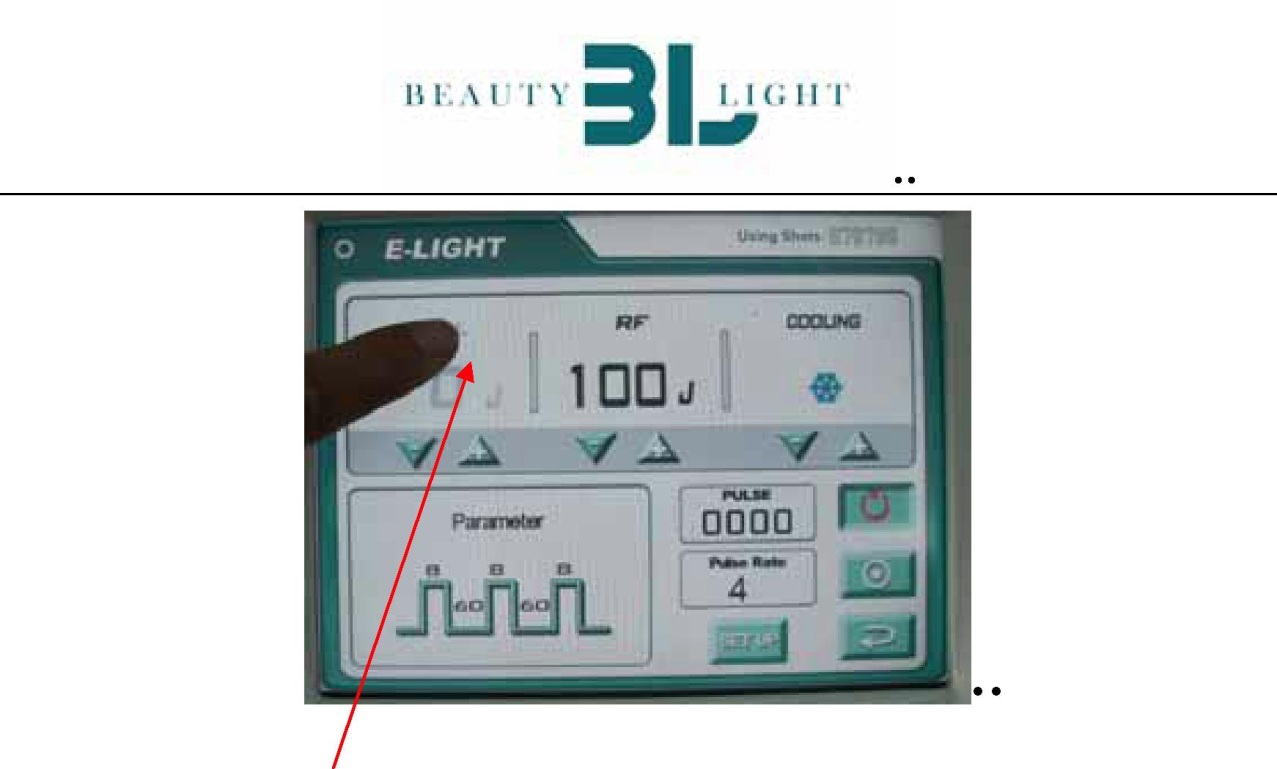 BEAUTY BL LIGHT
E-LIGHT
Using Shots
RF
COOLING
100 J
J
Parameter
8 8 8
60 60
PULSE
0000
Pulse Rate
4